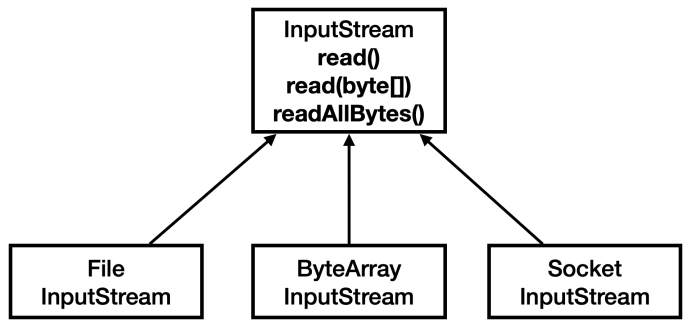 InputStream
read()
read(byte[])
readAllBytes()
File
InputStream
ByteArray
InputStream
Socket
InputStream